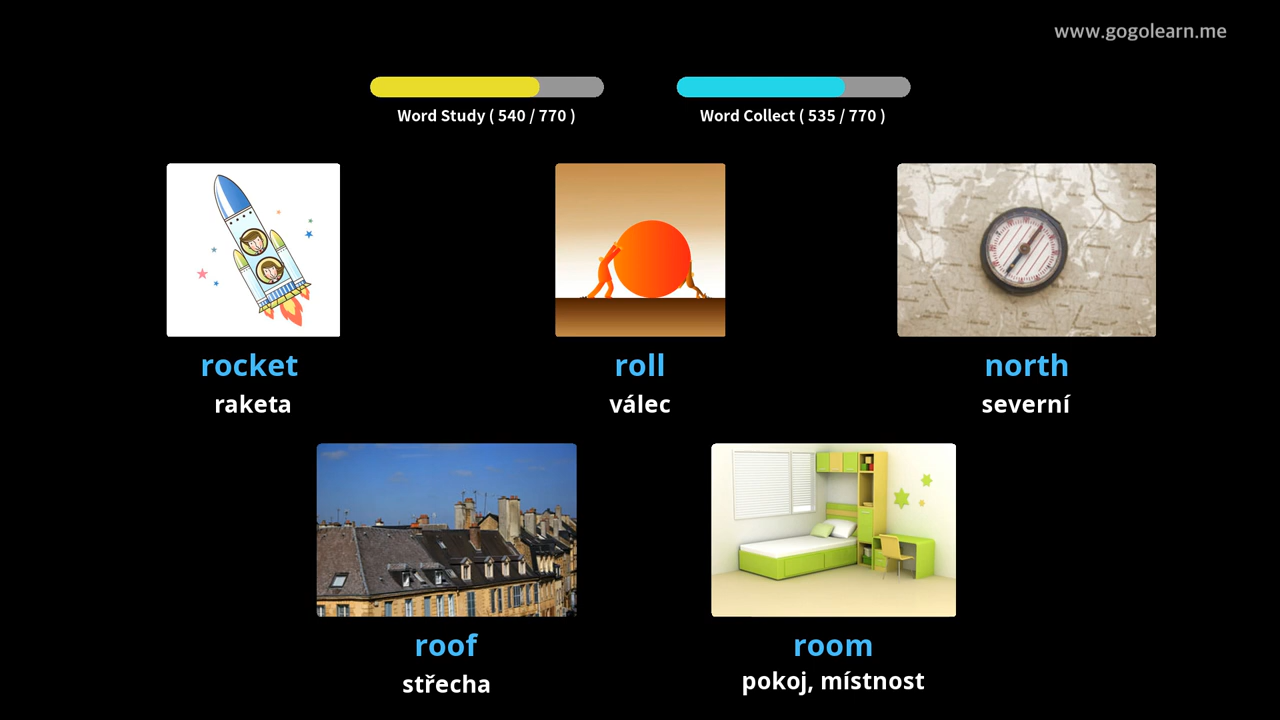 www.gogolearn.me
Word Study ( 540 / 770 )
Word Collect ( 535 / 770 )
rocket
raketa
roll
válec
north
severní
roof
střecha
room
pokoj, místnost